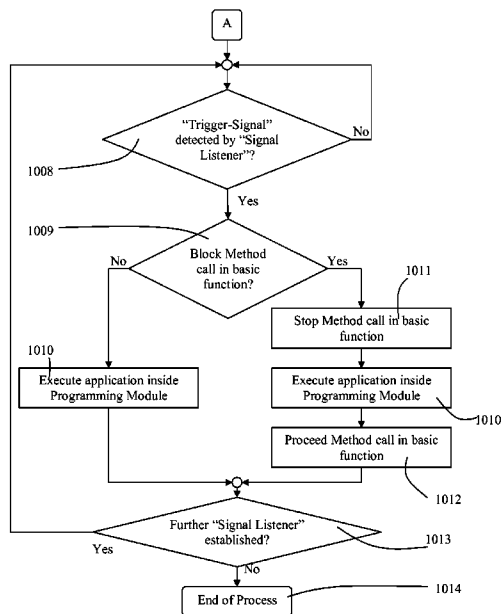 A
"Trigger-Signal"
detected by "Signal
Listener"?
No
1008
Yes
1009
Block Method
call in basic
function?
No
Yes
1011
Stop Method call in basic
function
1010
Execute application inside
Programming Module
Execute application inside
Programming Module
1010
Proceed Method call in basic
function
1012
Further "Signal Listener"
established?
1013
Yes
No
End of Process
1014